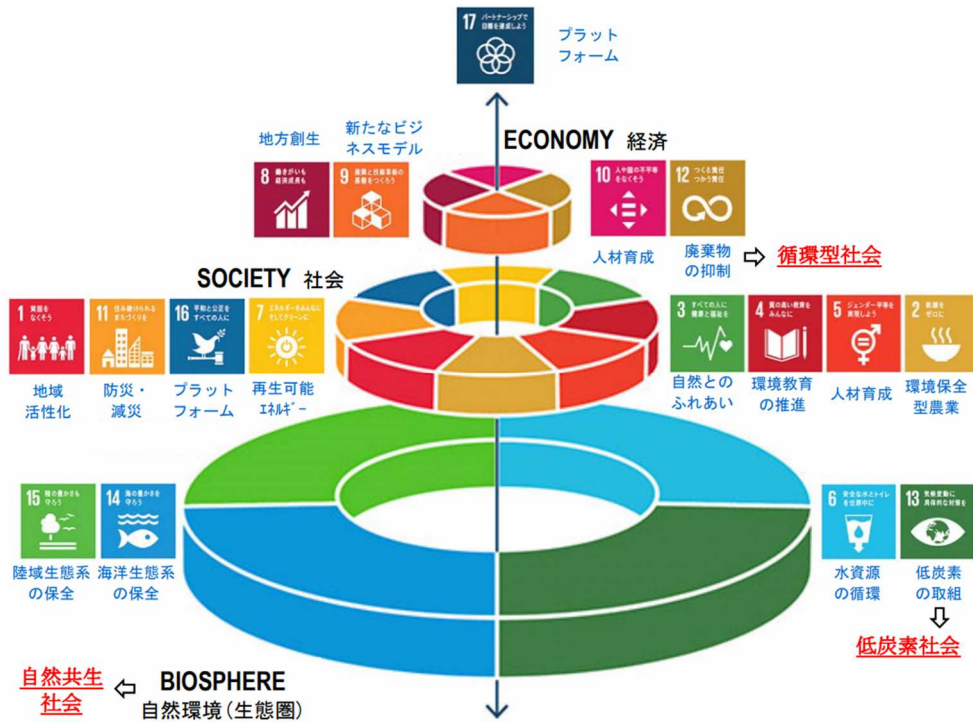 17 パートナーシップで
目標を達成しよう
プラット
フォーム
ECONOMY 経済
地方創生
新たなビジ
ネスモデル
8 働きがいも
経済成長も
9 産業と技術革新の
基盤をつくろう
10 人や国の不平等
をなくそう
12 つくる責任
つかう責任
人材育成
廃棄物
の抑制
循環型社会
SOCIETY 社会
1 貧困を
なくそう
11 住み続けられる
まちづくりを
16 平和と公正を
すべての人に
7 エネルギーをみんなに
そしてクリーンに
3 すべての人に
健康と福祉を
4 質の高い教育を
みんなに
5 ジェンダー平等を
実現しよう
2 飢餓を
ゼロに
地域
活性化
防災・
減災
プラット
フォーム
再生可能
ｴﾈﾙｷﾞｰ
自然との
ふれあい
環境教育
の推進
人材育成
環境保全
型農業
15 陸の豊かさも
守ろう
14 海の豊かさを
守ろう
6 安全な水とトイレ
を世界中に
13 気候変動に
具体的な対策を
陸域生態系
の保全
海洋生態系
の保全
水資源
の循環
低炭素
の取組
低炭素社会
自然共生
社会
BIOSPHERE
自然環境(生態圏)